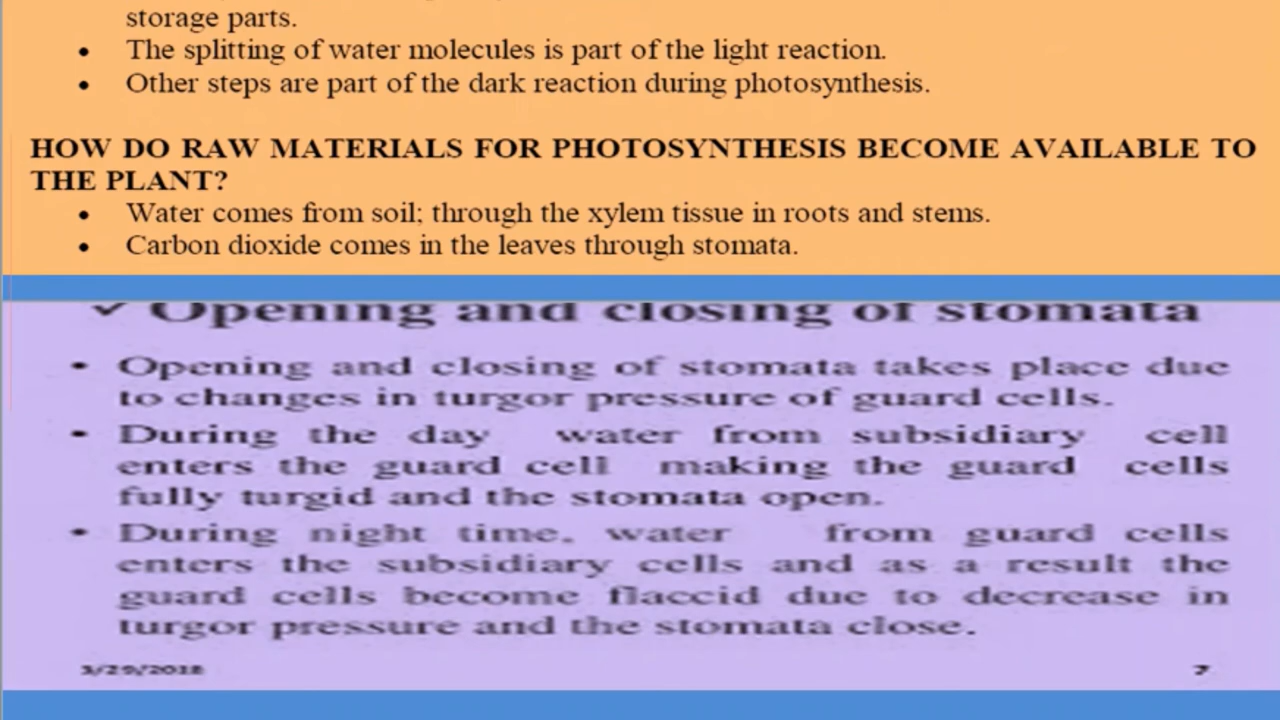 storage parts.
• The splitting of water molecules is part of the light reaction.
• Other steps are part of the dark reaction during photosynthesis.
HOW DO RAW MATERIALS FOR PHOTOSYNTHESIS BECOME AVAILABLE TO
THE PLANT?
• Water comes from soil; through the xylem tissue in roots and stems.
• Carbon dioxide comes in the leaves through stomata.
✓ Opening and closing of stomata
• Opening and closing of stomata takes place due
to changes in turgor pressure of guard cells.
• During the day water from subsidiary cell
enters the guard cell making the guard cells
fully turgid and the stomata open.
• During night time, water from guard cells
enters the subsidiary cells and as a result the
guard cells become flaccid due to decrease in
turgor pressure and the stomata close.
3/29/2018 7